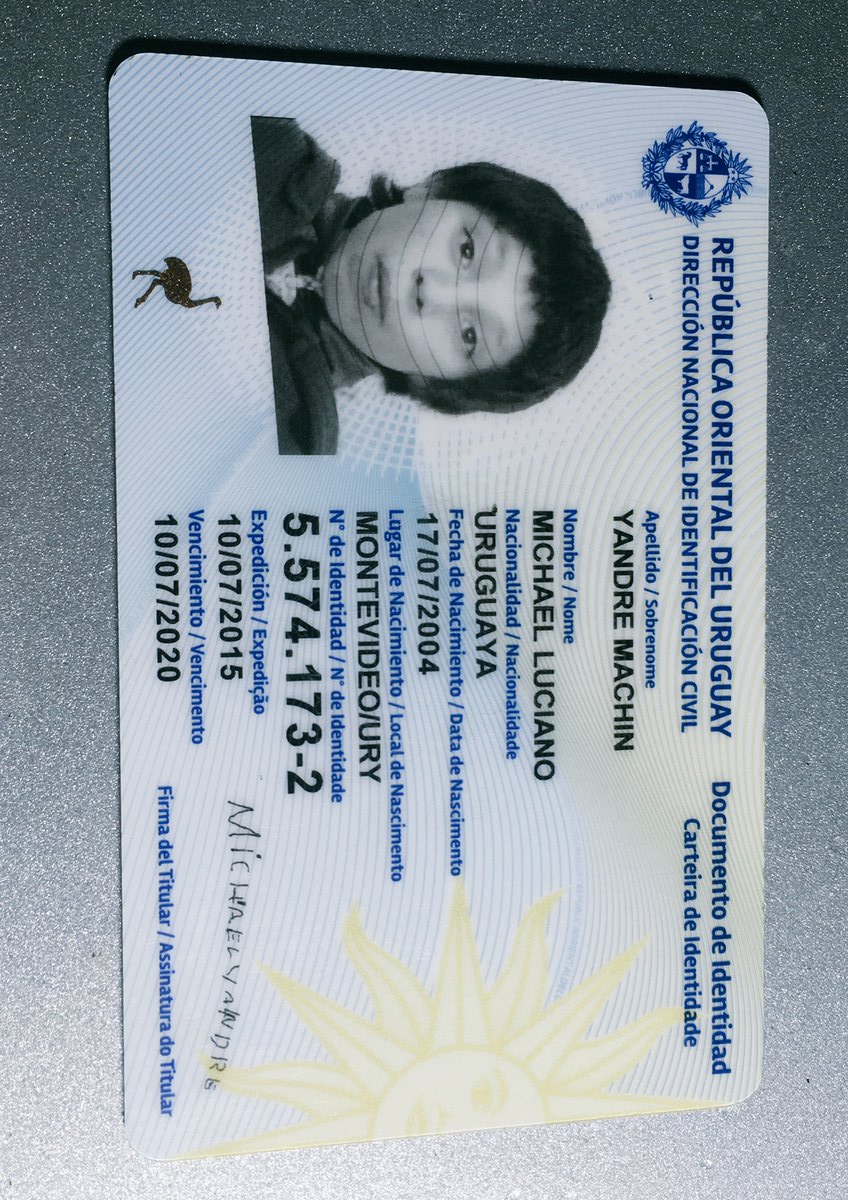 REPÚBLICA ORIENTAL DEL URUGUAY
DIRECCIÓN NACIONAL DE IDENTIFICACIÓN CIVIL
Documento de Identidad
Carteira de Identidade
Apellido / Sobrenome
YANDRE MACHIN
Nombre / Nome
MICHAEL LUCIANO
Nacionalidad / Nacionalidade
URUGUAYA
Fecha de Nacimiento / Data de Nascimento
17/07/2004
Lugar de Nacimiento / Local de Nascimento
MONTEVIDEO/URY
N° de Identidad / N° de Identidade
5.574.173-2
Expedición / Expedição
10/07/2015
Vencimiento / Vencimento
10/07/2020
MicHAELYANDRE
Firma del Titular / Assinatura do Titular